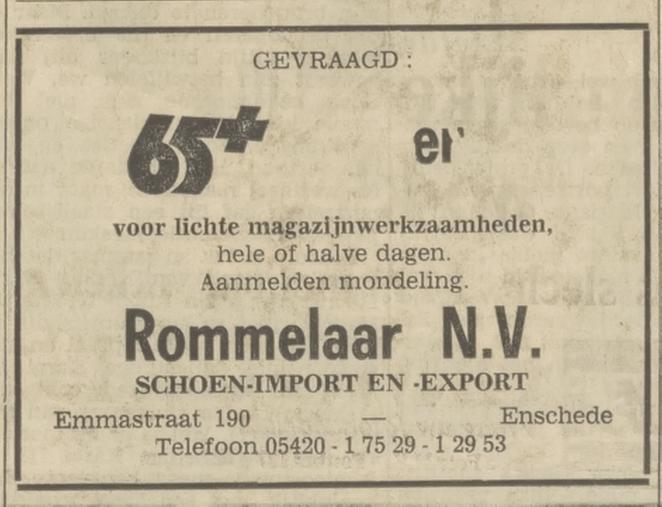 GEVRAAGD :
65+ er
voor lichte magazijnwerkzaamheden,
hele of halve dagen.
Aanmelden mondeling.
Rommelaar N.V.
SCHOEN-IMPORT EN -EXPORT
Emmastraat 190 — Enschede
Telefoon 05420 - 1 75 29 - 1 29 53